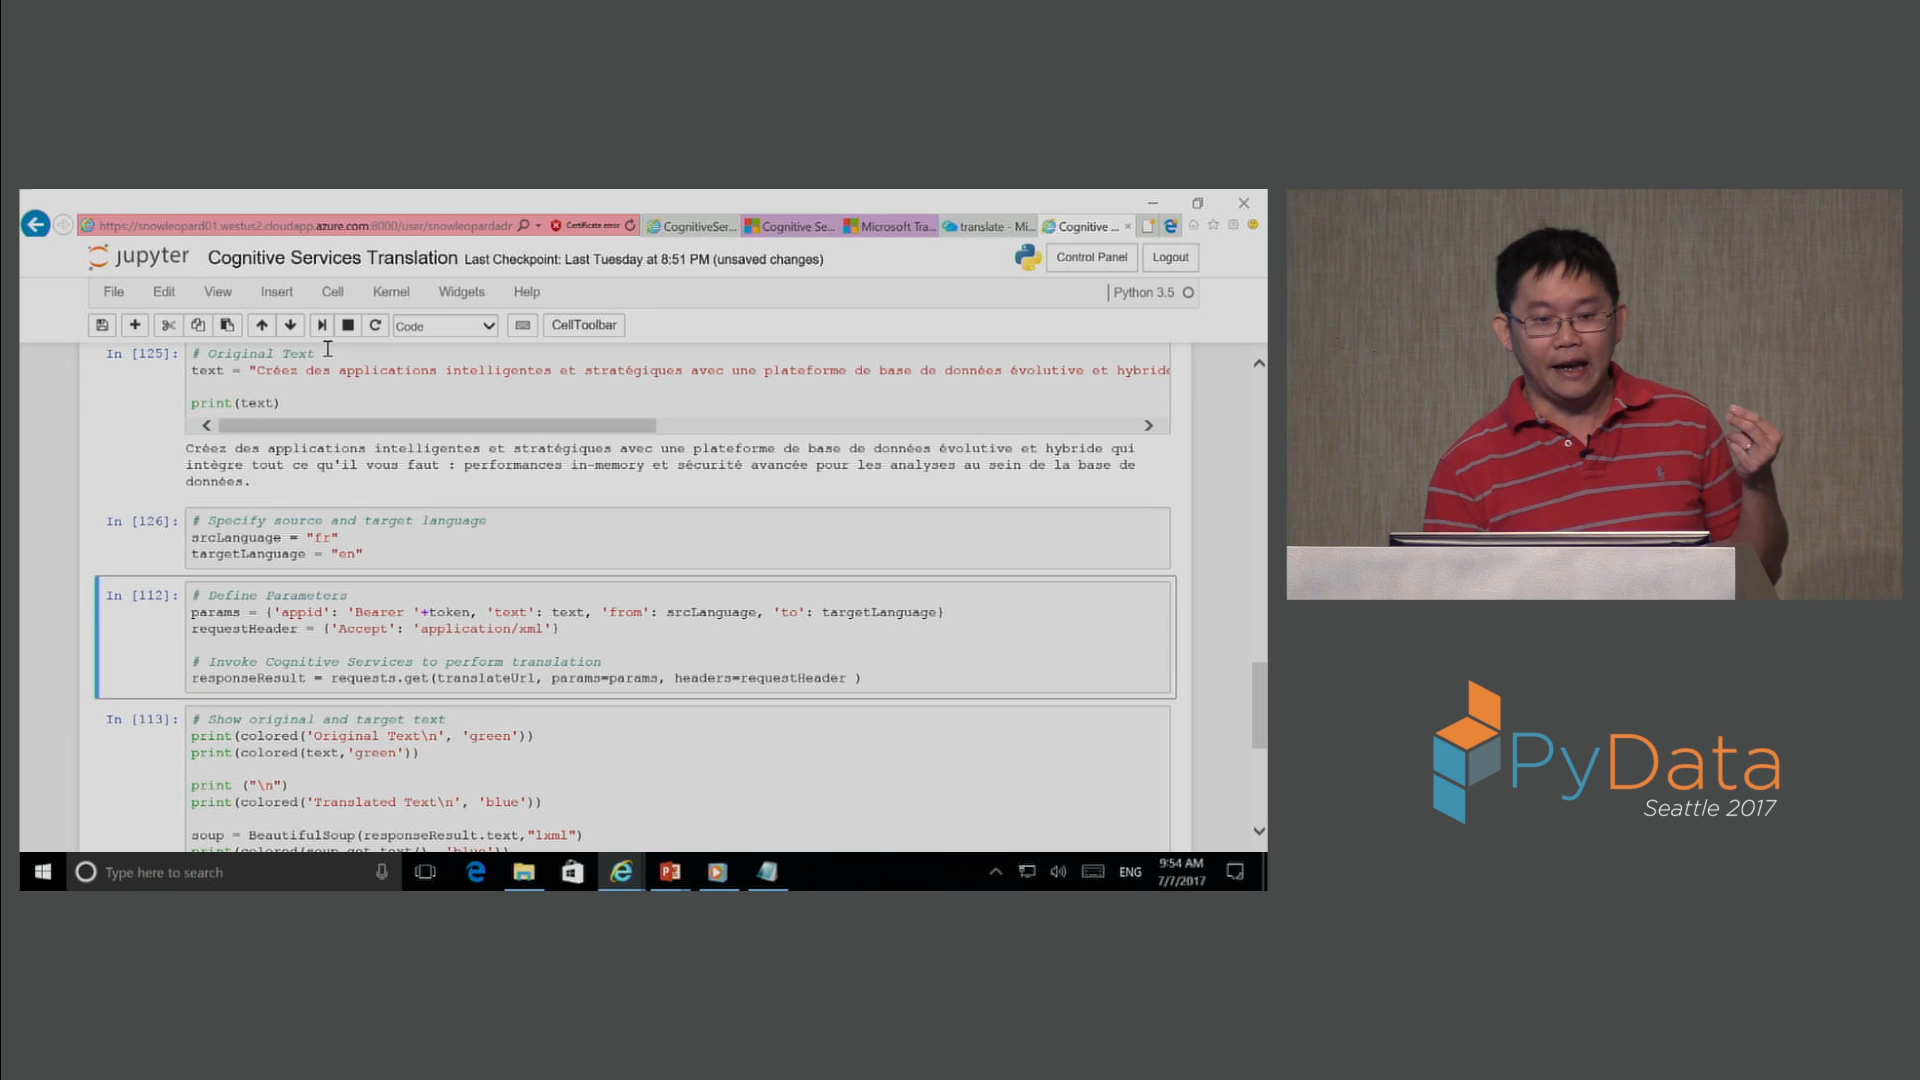 https://snowleopard01.westus2.cloudapp.azure.com:8000/user/snowleopardadr
Certificate error
CognitiveSer...
Cognitive Se...
Microsoft Tra...
translate - Mi...
Cognitive ...
jupyter
Cognitive Services Translation Last Checkpoint: Last Tuesday at 8:51 PM (unsaved changes)
Control Panel
Logout
File Edit View Insert Cell Kernel Widgets Help
Python 3.5
Code
CellToolbar
In [125]: # Original Text
text = "Créez des applications intelligentes et stratégiques avec une plateforme de base de données évolutive et hybride
print(text)
Créez des applications intelligentes et stratégiques avec une plateforme de base de données évolutive et hybride qui
intègre tout ce qu'il vous faut : performances in-memory et sécurité avancée pour les analyses au sein de la base de
données.
In [126]: # Specify source and target language
srcLanguage = "fr"
targetLanguage = "en"
In [112]: # Define Parameters
params = {'appid': 'Bearer '+token, 'text': text, 'from': srcLanguage, 'to': targetLanguage}
requestHeader = {'Accept': 'application/xml'}
# Invoke Cognitive Services to perform translation
responseResult = requests.get(translateUrl, params=params, headers=requestHeader )
In [113]: # Show original and target text
print(colored('Original Text\n', 'green'))
print(colored(text,'green'))
print ("\n")
print(colored('Translated Text\n', 'blue'))
soup = BeautifulSoup(responseResult.text,"lxml")
print(colored(soup.get_text(), 'blue'))
Type here to search
ENG
9:54 AM
7/7/2017
PyData
Seattle 2017